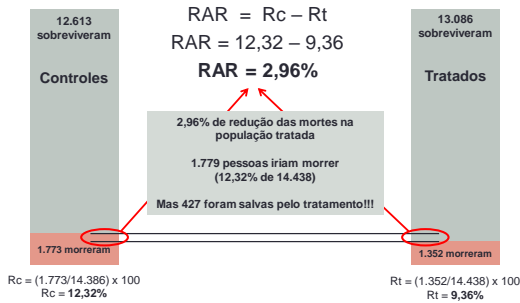 12.613
sobreviveram
Controles
1.773 morreram
Rc = (1.773/14.386) x 100
Rc = 12,32%
RAR = Rc – Rt
RAR = 12,32 – 9,36
RAR = 2,96%
2,96% de redução das mortes na
população tratada
1.779 pessoas iriam morrer
(12,32% de 14.438)
Mas 427 foram salvas pelo tratamento!!!
13.086
sobreviveram
Tratados
1.352 morreram
Rt = (1.352/14.438) x 100
Rt = 9,36%